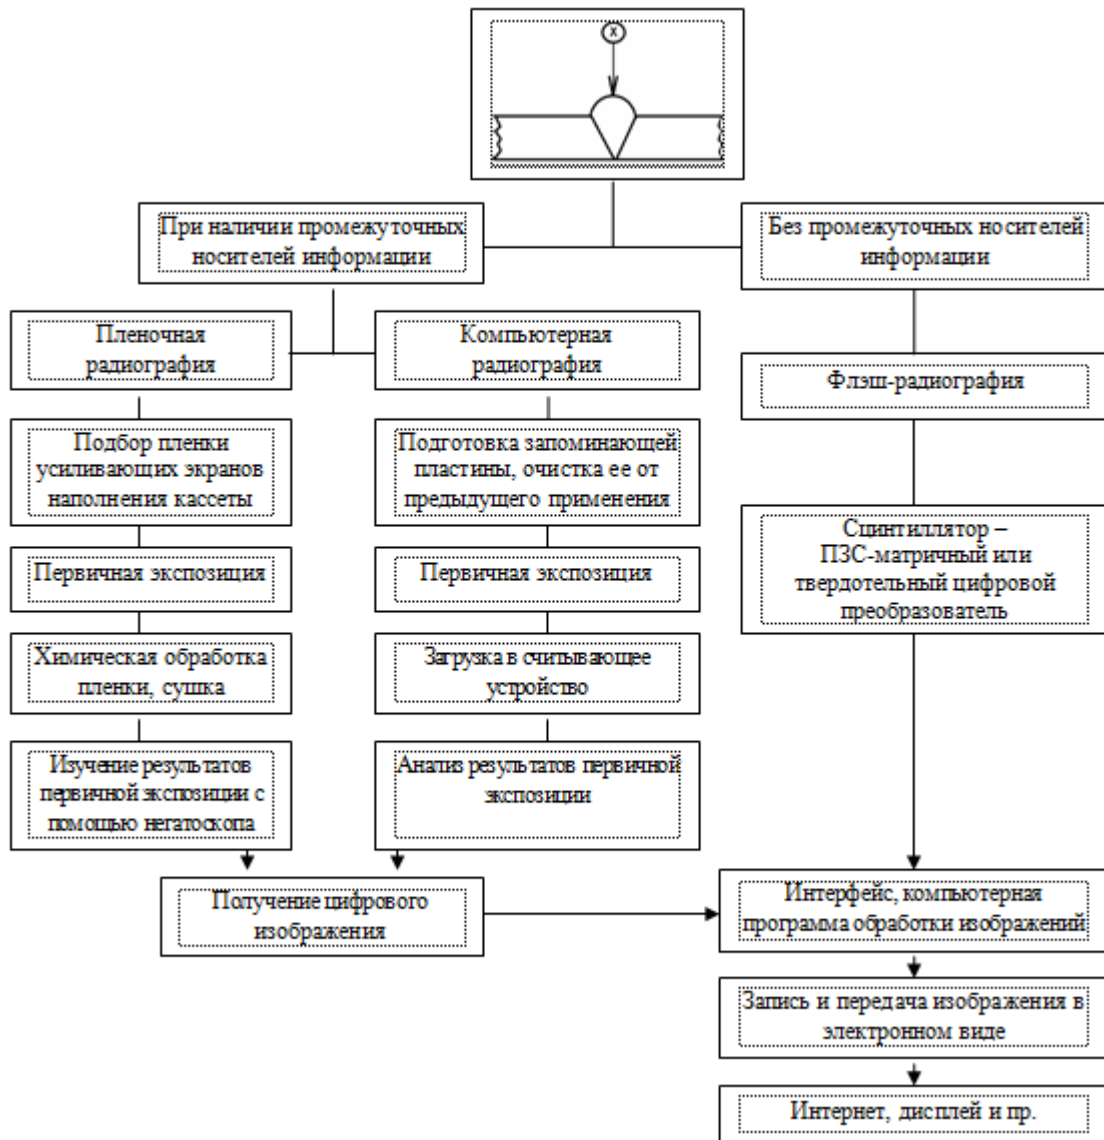 X
При наличии промежуточных
носителей информации
Без промежуточных носителей
информации
Пленочная
радиография
Компьютерная
радиография
Флэш-радиография
Подбор пленки
усиливающих экранов
наполнения кассеты
Подготовка запоминающей
пластины, очистка ее от
предыдущего применения
Сцинтиллятор –
ПЗС-матричный или
твердотельный цифровой
преобразователь
Первичная экспозиция
Первичная экспозиция
Химическая обработка
пленки, сушка
Загрузка в считывающее
устройство
Изучение результатов
первичной экспозиции с
помощью негатоскопа
Анализ результатов первичной
экспозиции
Получение цифрового
изображения
Интерфейс, компьютерная
программа обработки изображений
Запись и передача изображения в
электронном виде
Интернет, дисплей и пр.